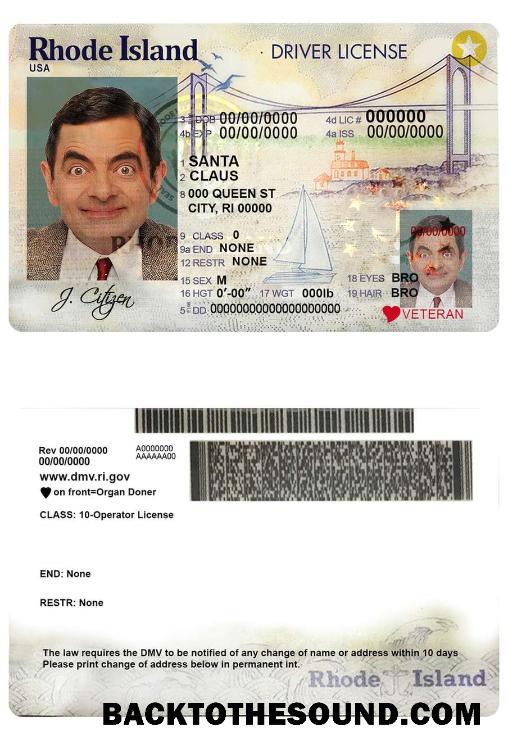 Rhode Island
USA
DRIVER LICENSE
3 DOB 00/00/0000
4d LIC # 000000
4b EXP 00/00/0000
4a ISS 00/00/0000
1 SANTA
2 CLAUS
8 000 QUEEN ST
CITY, RI 00000
9 CLASS 0
9a END NONE
12 RESTR NONE
00/00/0000
15 SEX M
18 EYES BRO
16 HGT 0'-00" 17 WGT 000lb
19 HAIR BRO
5 DD 00000000000000000000
VETERAN
J. Citizen
Rev 00/00/0000
00/00/0000
A0000000
AAAAAA00
www.dmv.ri.gov
on front=Organ Doner
CLASS: 10-Operator License
END: None
RESTR: None
The law requires the DMV to be notified of any change of name or address within 10 days
Please print change of address below in permanent int.
Rhode Island
BACKTOTHESOUND.COM